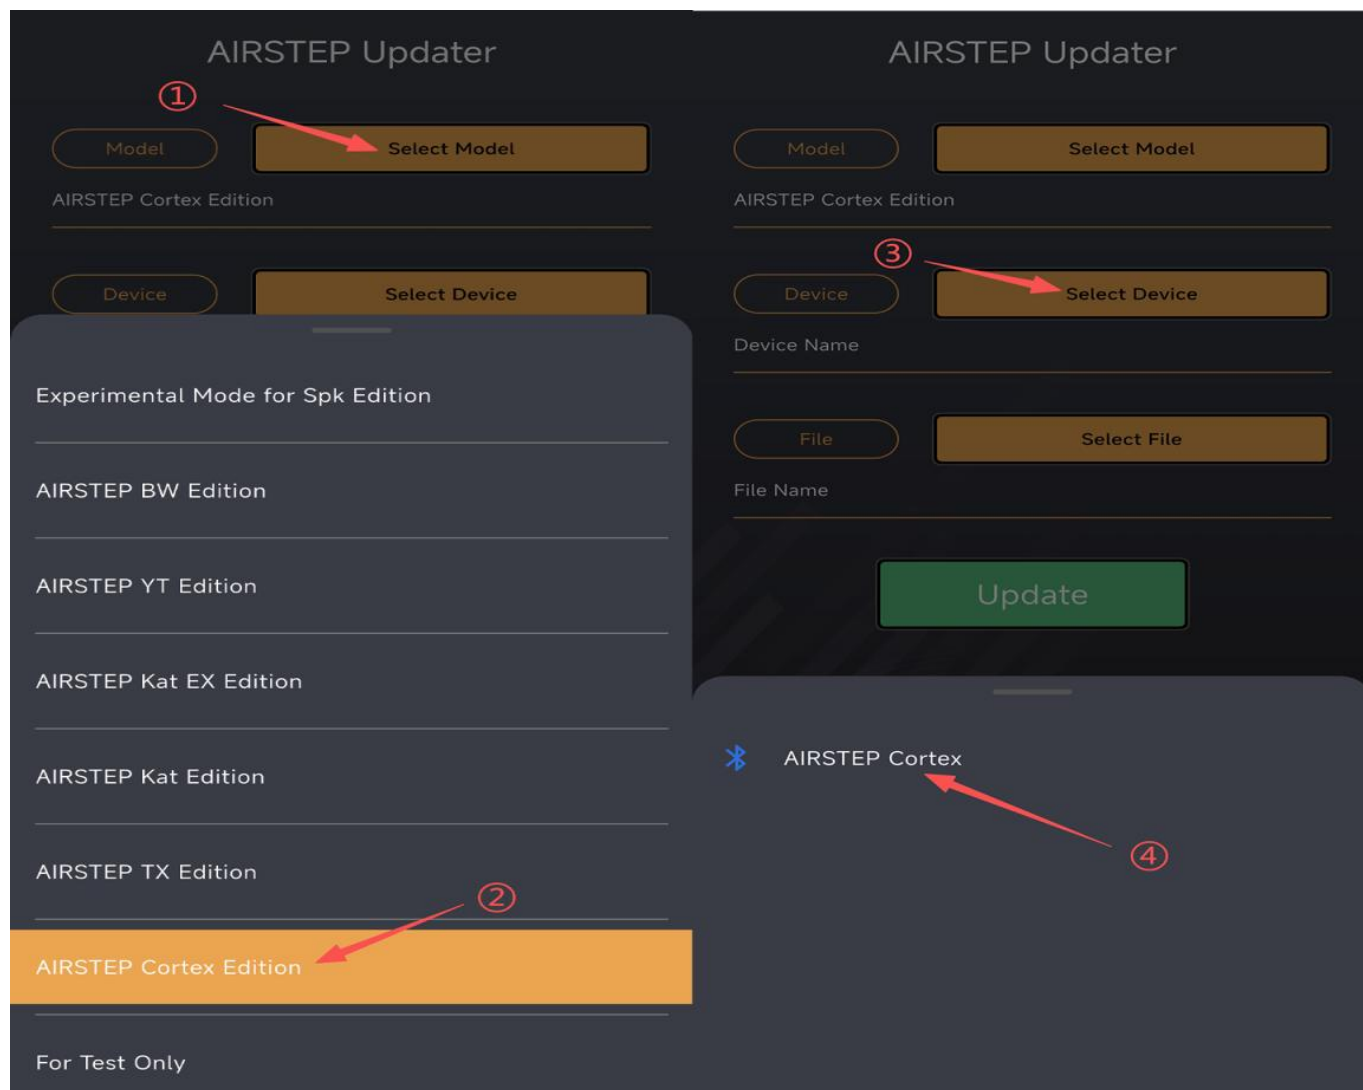 AIRSTEP Updater
①
Model
Select Model
AIRSTEP Cortex Edition
Device
Select Device
Experimental Mode for Spk Edition
AIRSTEP BW Edition
AIRSTEP YT Edition
AIRSTEP Kat EX Edition
AIRSTEP Kat Edition
AIRSTEP TX Edition
②
AIRSTEP Cortex Edition
For Test Only
AIRSTEP Updater
Model
Select Model
AIRSTEP Cortex Edition
③
Device
Select Device
Device Name
File
Select File
File Name
Update
AIRSTEP Cortex
④